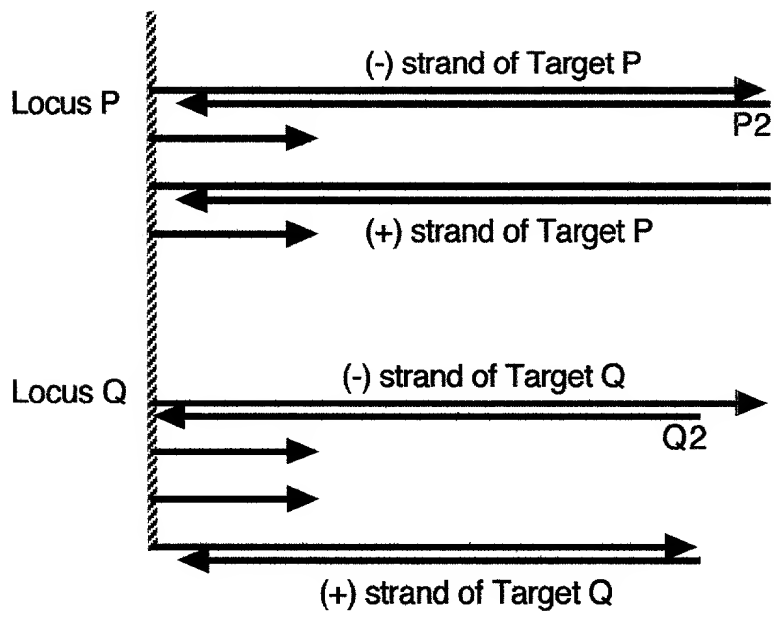 (-) strand of Target P
Locus P
P2
(+) strand of Target P
(-) strand of Target Q
Locus Q
Q2
(+) strand of Target Q